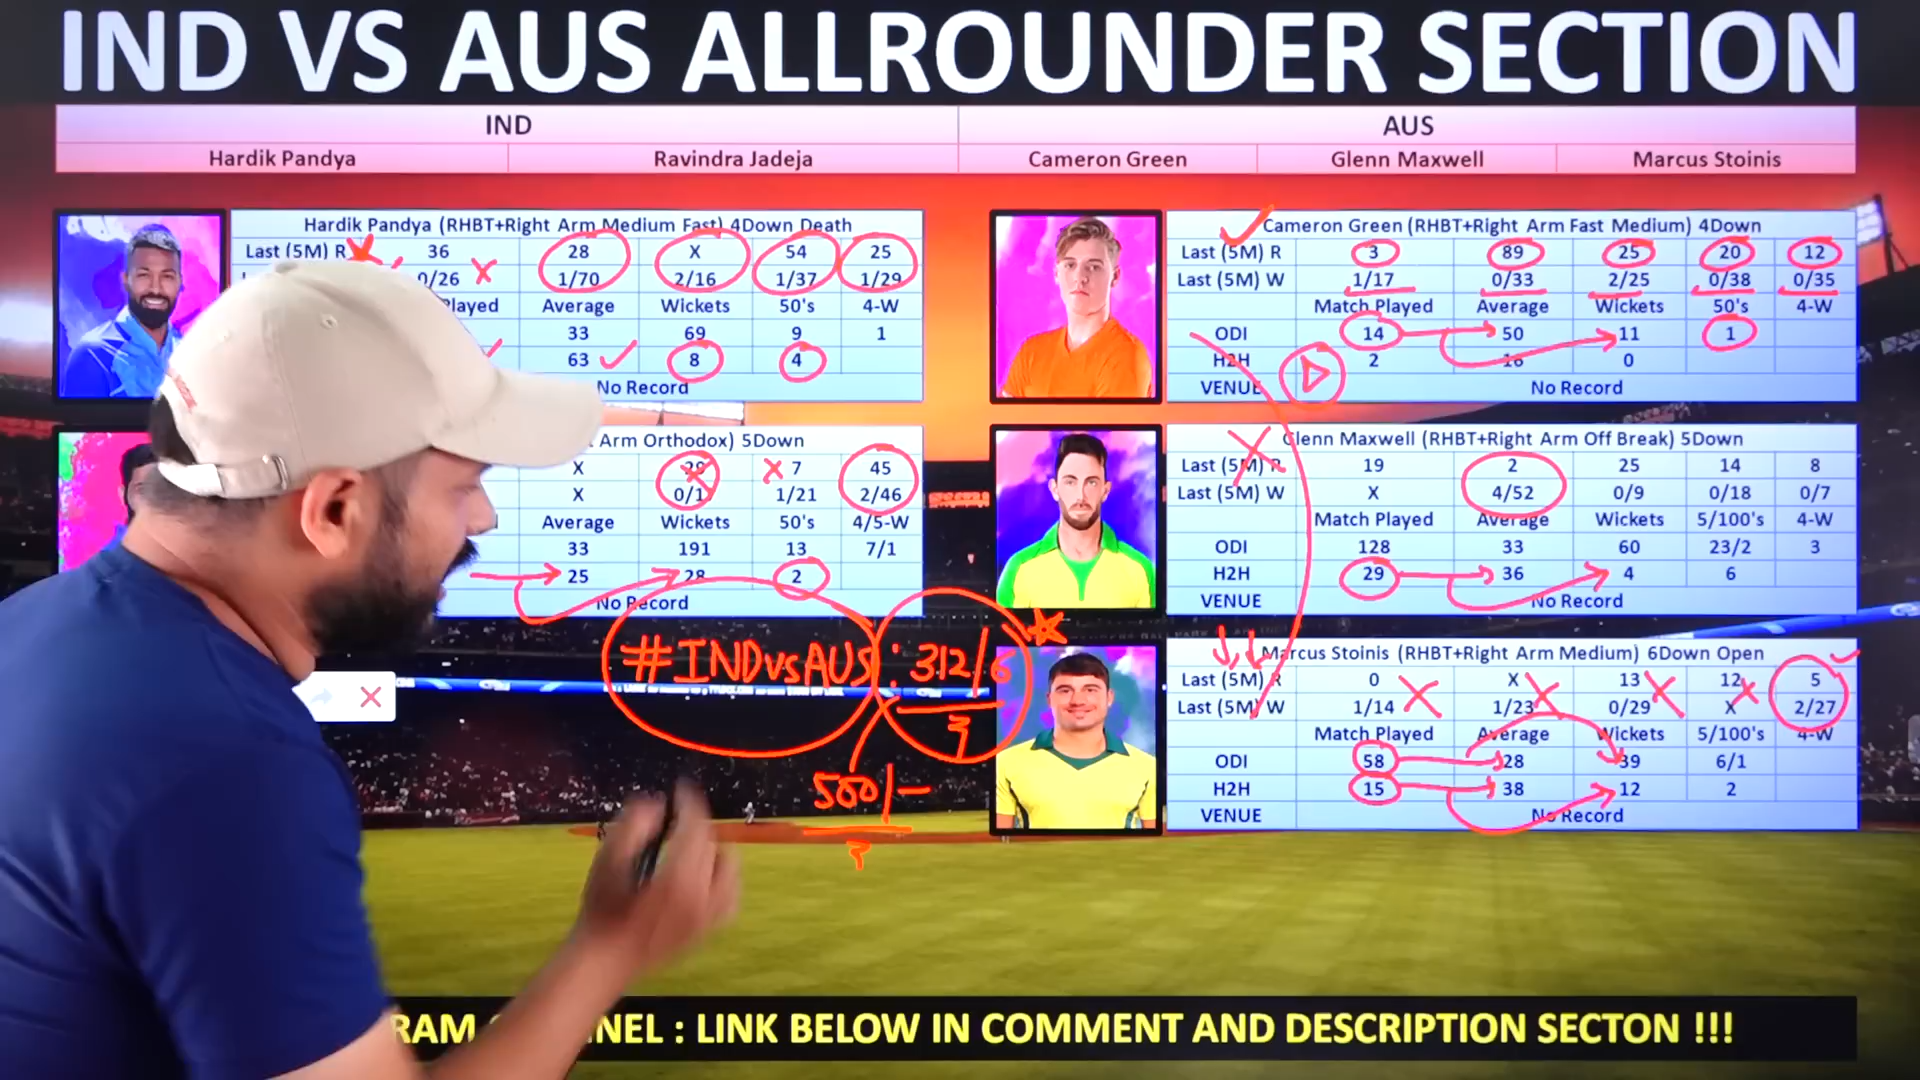 IND VS AUS ALLROUNDER SECTION
IND AUS
Hardik Pandya Ravindra Jadeja Cameron Green Glenn Maxwell Marcus Stoinis
Hardik Pandya (RHBT+Right Arm Medium Fast) 4Down Death
Last (5M) R 36 28 X 54 25
0/26 1/70 2/16 1/37 1/29
layed Average Wickets 50's 4-W
33 69 9 1
63 8 4
No Record
Arm Orthodox) 5Down
X 7 45
X 1/21 2/46
Average Wickets 50's 4/5-W
33 191 13 7/1
25 28 2
No Record
#INDvsAUS : 312/6
?
500/-
?
Cameron Green (RHBT+Right Arm Fast Medium) 4Down
Last (5M) R 3 89 25 20 12
Last (5M) W 1/17 0/33 2/25 0/38 0/35
Match Played Average Wickets 50's 4-W
ODI 14 50 11 1
H2H 2 16 0
VENUE No Record
Glenn Maxwell (RHBT+Right Arm Off Break) 5Down
Last (5M) R 19 2 25 14 8
Last (5M) W X 4/52 0/9 0/18 0/7
Match Played Average Wickets 5/100's 4-W
ODI 128 33 60 23/2 3
H2H 29 36 4 6
VENUE No Record
Marcus Stoinis (RHBT+Right Arm Medium) 6Down Open
Last (5M) R 0 X 13 12 5
Last (5M) W 1/14 1/23 0/29 X 2/27
Match Played Average Wickets 5/100's 4-W
ODI 58 28 39 6/1
H2H 15 38 12 2
VENUE No Record
RAM NEL : LINK BELOW IN COMMENT AND DESCRIPTION SECTON !!!